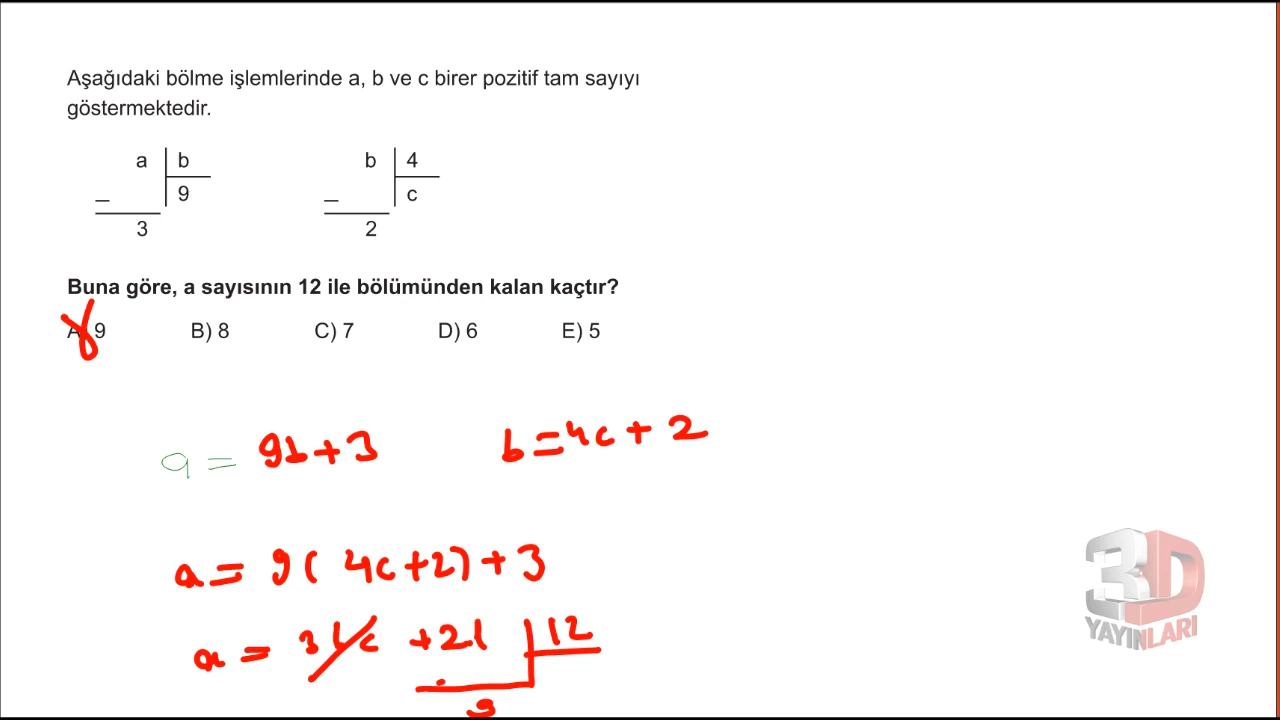 Aşağıdaki bölme işlemlerinde a, b ve c birer pozitif tam sayıyı
göstermektedir.
a b
9
3
b 4
c
2
Buna göre, a sayısının 12 ile bölümünden kalan kaçtır?
A) 9 B) 8 C) 7 D) 6 E) 5
a = 9b + 3 b = 4c + 2
a = 9( 4c + 2) + 3
a = 36c + 21 12
9
3D
YAYINLARI